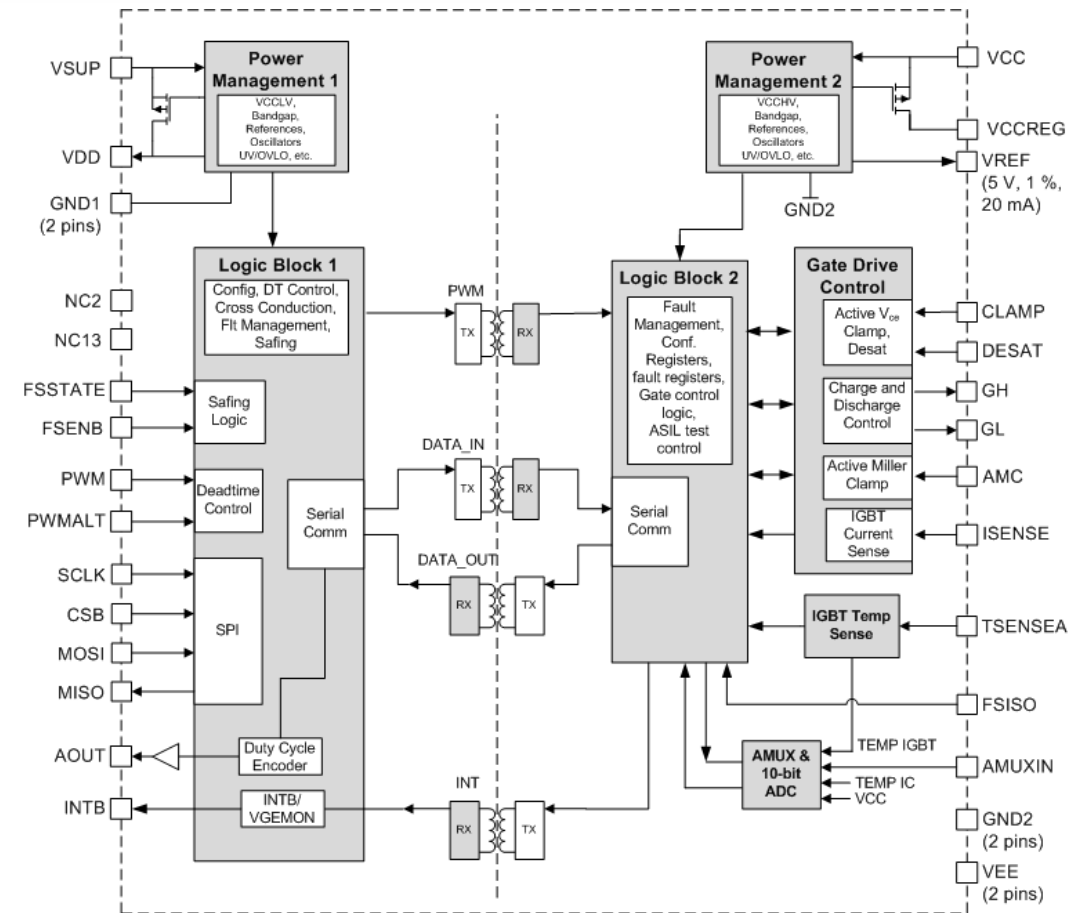 VSUP
VDD
GND1
(2 pins)
NC2
NC13
FSSTATE
FSENB
PWM
PWMALT
SCLK
CSB
MOSI
MISO
AOUT
INTB
Power
Management 1
VCCLV,
Bandgap,
References,
Oscillators
UV/OVLO, etc.
Logic Block 1
Config, DT Control,
Cross Conduction,
Flt Management,
Safing
Safing
Logic
Deadtime
Control
Serial
Comm
SPI
Duty Cycle
Encoder
INTB/
VGEMON
PWM
TX
RX
DATA_IN
TX
RX
DATA_OUT
RX
TX
INT
RX
TX
Power
Management 2
VCCHV,
Bandgap,
References,
Oscillators
UV/OVLO, etc.
GND2
Logic Block 2
Fault
Management,
Conf.
Registers,
fault registers,
Gate control
logic,
ASIL test
control
Serial
Comm
Gate Drive
Control
Active Vce
Clamp,
Desat
Charge and
Discharge
Control
Active Miller
Clamp
IGBT
Current
Sense
IGBT Temp
Sense
AMUX &
10-bit
ADC
TEMP IGBT
TEMP IC
VCC
VCC
VCCREG
VREF
(5 V, 1 %,
20 mA)
CLAMP
DESAT
GH
GL
AMC
ISENSE
TSENSEA
FSISO
AMUXIN
GND2
(2 pins)
VEE
(2 pins)